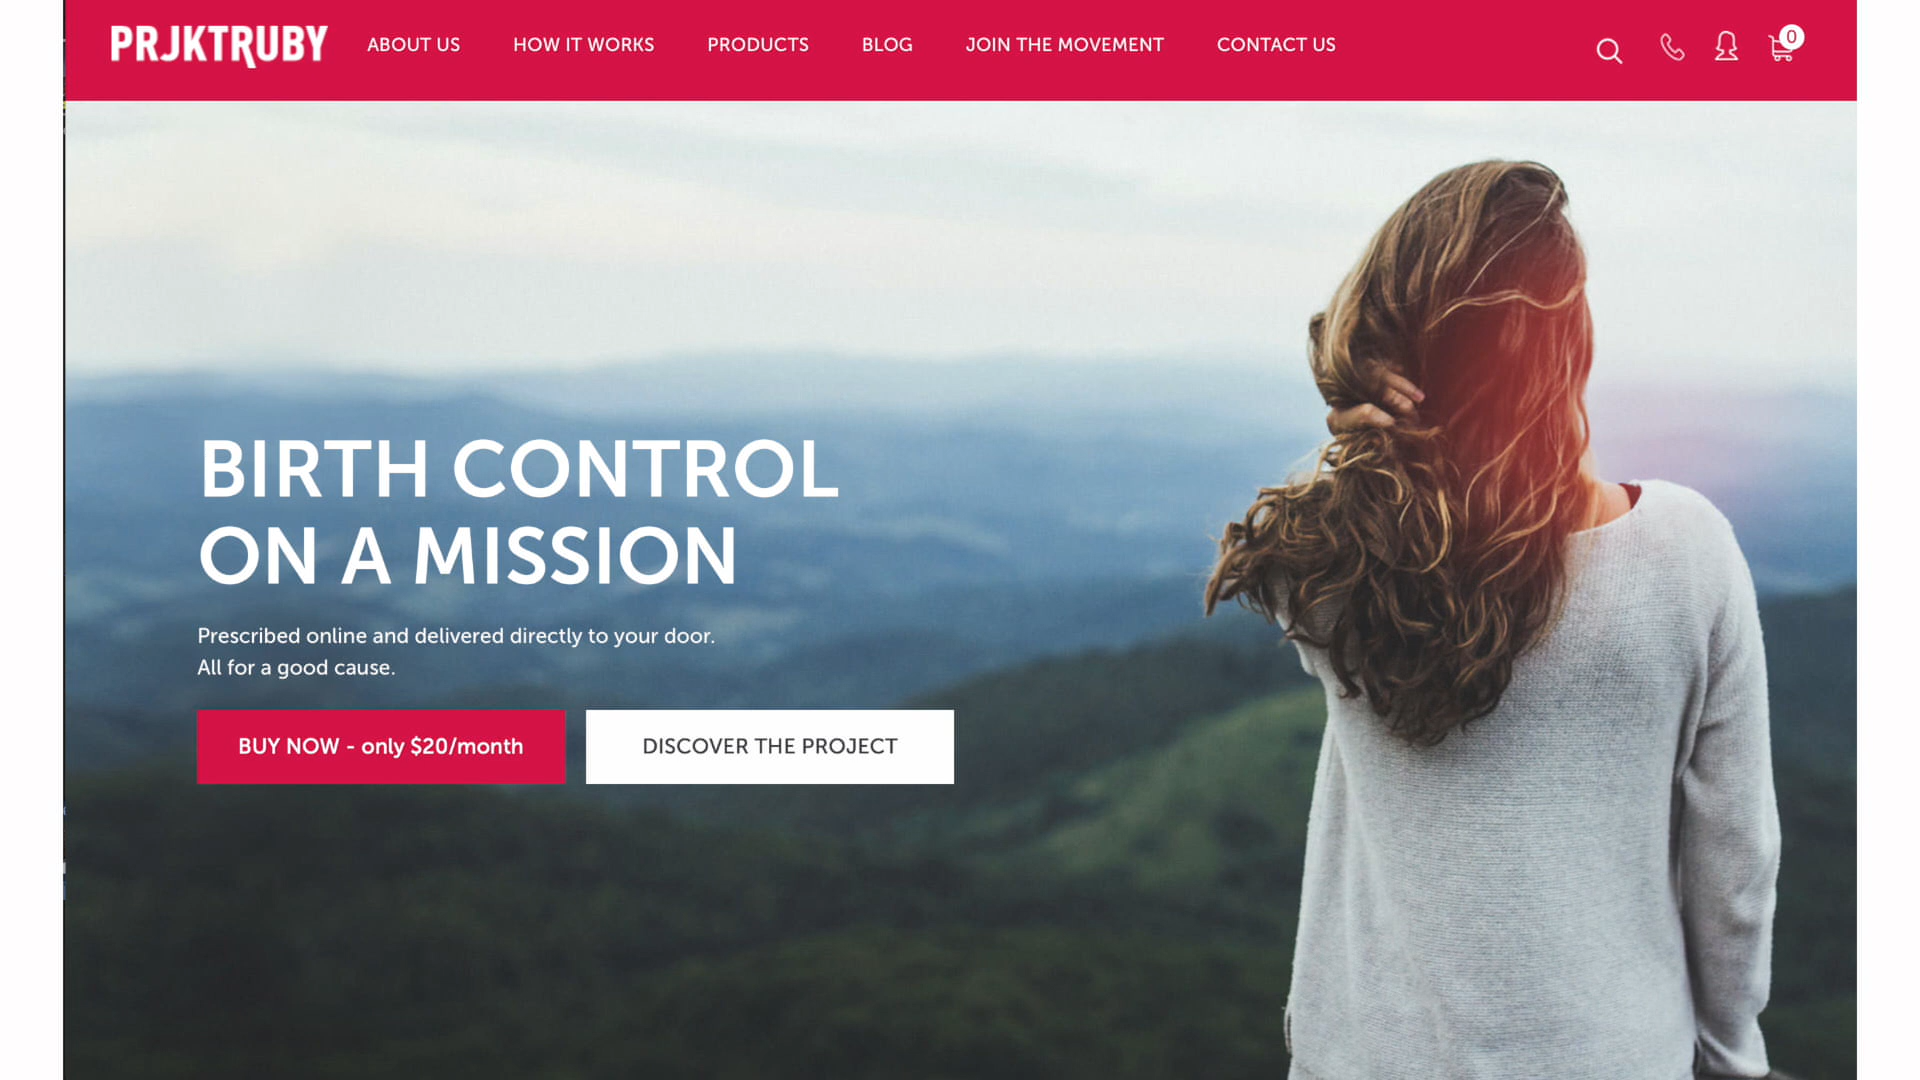 PRJKTRUBY ABOUT US HOW IT WORKS PRODUCTS BLOG JOIN THE MOVEMENT CONTACT US 0
BIRTH CONTROL
ON A MISSION
Prescribed online and delivered directly to your door.
All for a good cause.
BUY NOW - only $20/month DISCOVER THE PROJECT